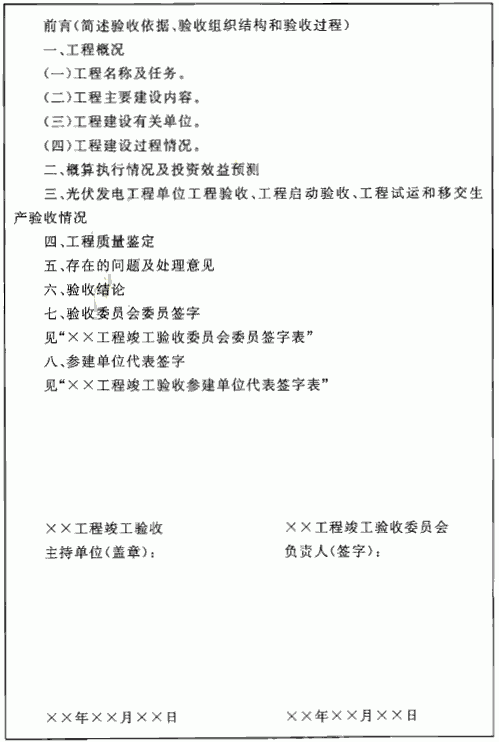 前言(简述验收依据、验收组织结构和验收过程)
一、工程概况
(一)工程名称及任务。
(二)工程主要建设内容。
(三)工程建设有关单位。
(四)工程建设过程情况。
二、概算执行情况及投资效益预测
三、光伏发电工程单位工程验收、工程启动验收、工程试运和移交生
产验收情况
四、工程质量鉴定
五、存在的问题及处理意见
六、验收结论
七、验收委员会委员签字
见“××工程竣工验收委员会委员签字表”
八、参建单位代表签字
见“××工程竣工验收参建单位代表签字表”
××工程竣工验收 ××工程竣工验收委员会
主持单位(盖章): 负责人(签字):
××年××月××日 ××年××月××日